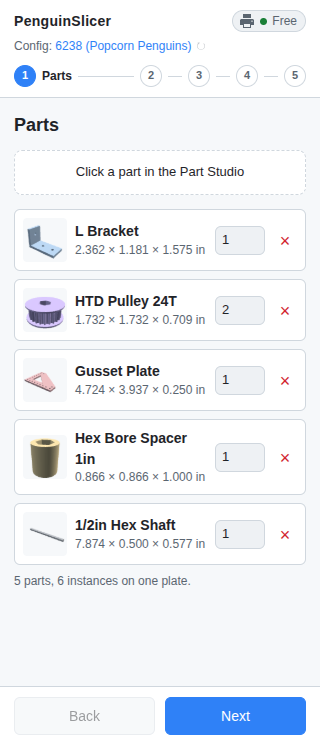 PenguinSlicer
Free
Config: 6238 (Popcorn Penguins)
1 Parts 2 3 4 5
Parts
Click a part in the Part Studio
L Bracket
2.362 × 1.181 × 1.575 in
1 ×
HTD Pulley 24T
1.732 × 1.732 × 0.709 in
2 ×
Gusset Plate
4.724 × 3.937 × 0.250 in
1 ×
Hex Bore Spacer
1in
0.866 × 0.866 × 1.000 in
1 ×
1/2in Hex Shaft
7.874 × 0.500 × 0.577 in
1 ×
5 parts, 6 instances on one plate.
Back Next